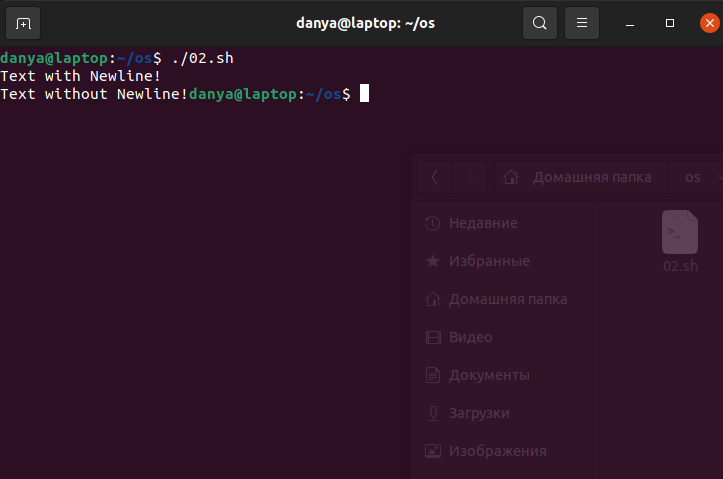 danya@laptop: ~/os
danya@laptop:~/os$ ./02.sh
Text with Newline!
Text without Newline!danya@laptop:~/os$
Домашняя папка os
Недавние
Избранные
Домашняя папка
Видео
Документы
Загрузки
Изображения
>_
02.sh